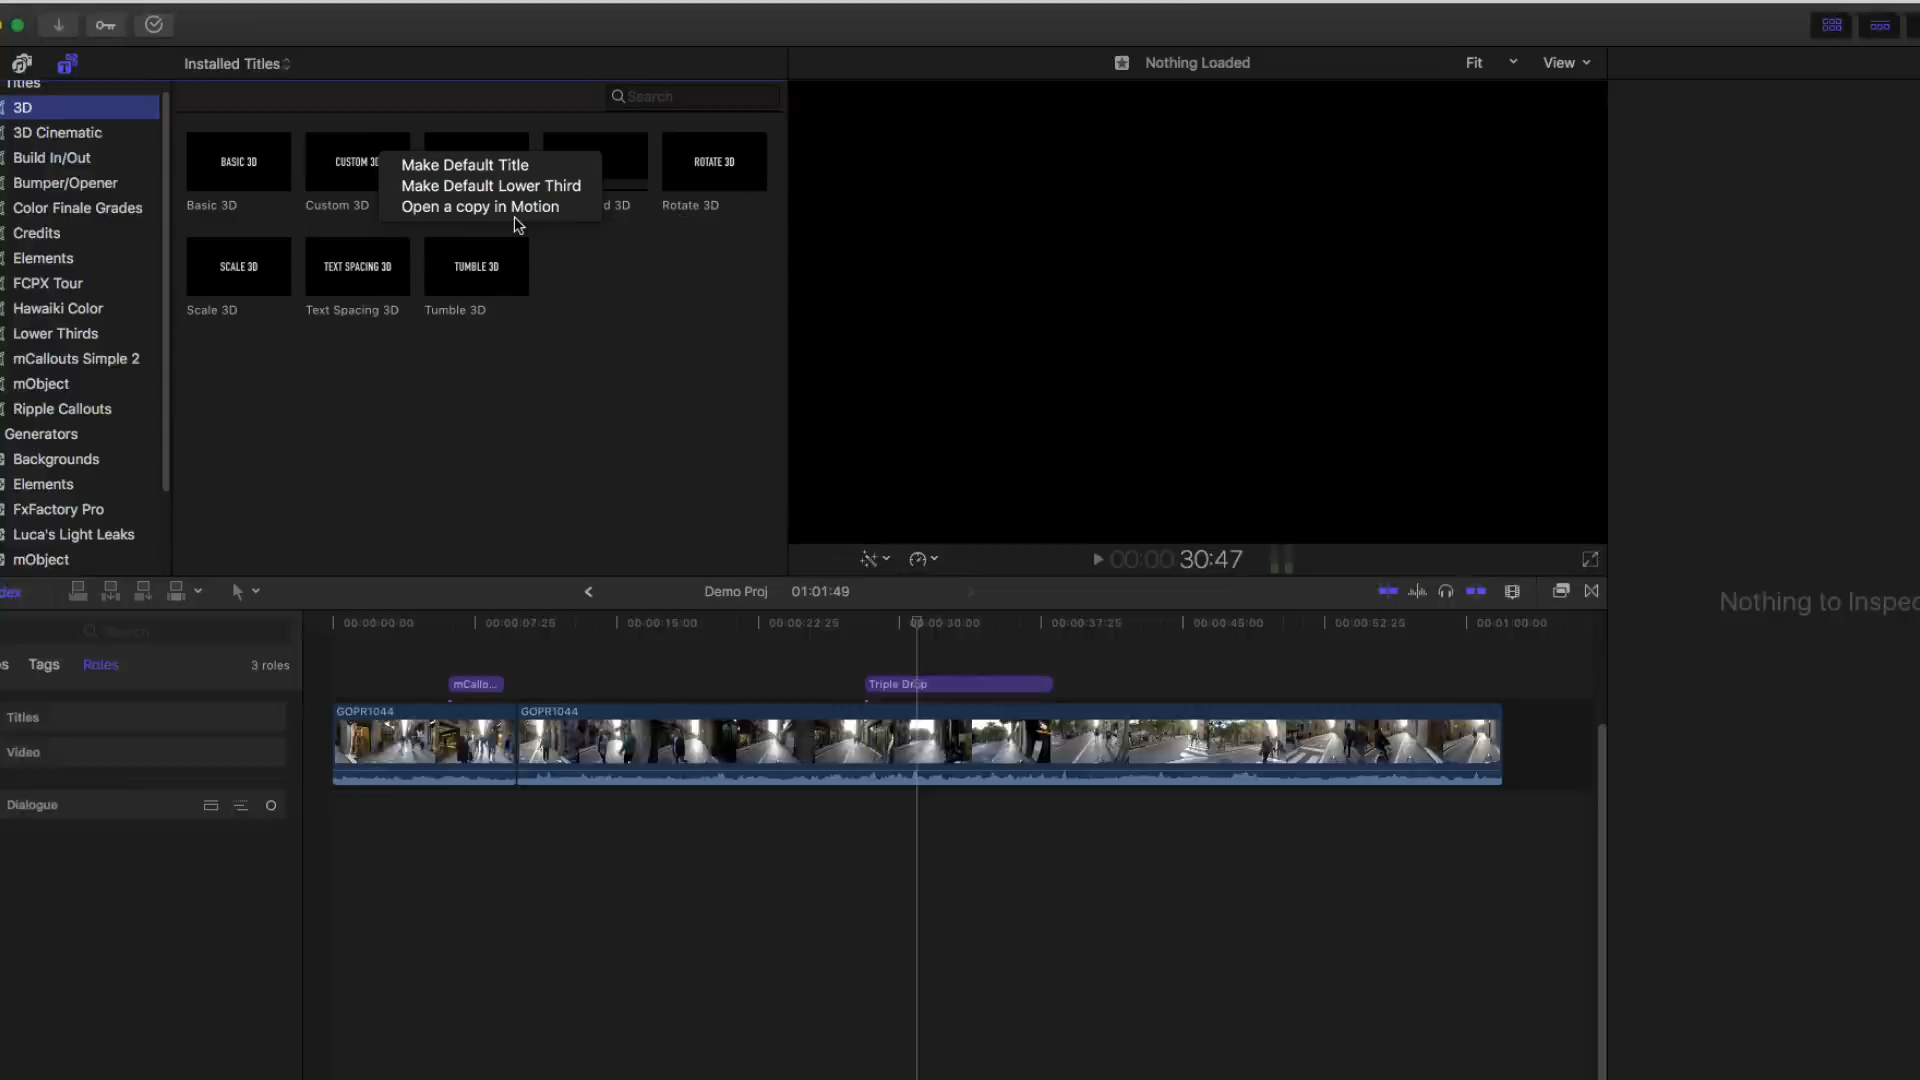 Installed Titles
Nothing Loaded
Fit
View
Titles
3D
3D Cinematic
Build In/Out
Bumper/Opener
Color Finale Grades
Credits
Elements
FCPX Tour
Hawaiki Color
Lower Thirds
mCallouts Simple 2
mObject
Ripple Callouts
Generators
Backgrounds
Elements
FxFactory Pro
Luca's Light Leaks
mObject
Search
BASIC 3D
CUSTOM 3D
ROTATE 3D
Basic 3D
Custom 3D
d 3D
Rotate 3D
Make Default Title
Make Default Lower Third
Open a copy in Motion
SCALE 3D
TEXT SPACING 3D
TUMBLE 3D
Scale 3D
Text Spacing 3D
Tumble 3D
00:00 30:47
Nothing to Inspec
dex
Demo Proj
01:01:49
Search
s
Tags
Roles
3 roles
Titles
Video
Dialogue
00:00:00:00
00:00:07:25
00:00:15:00
00:00:22:25
00:00:30:00
00:00:37:25
00:00:45:00
00:00:52:25
00:01:00:00
mCallo...
Triple Drop
GOPR1044
GOPR1044